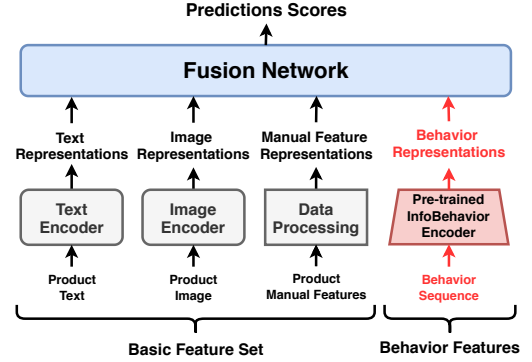 Predictions Scores
Fusion Network
Text
Representations
Image
Representations
Manual Feature
Representations
Behavior
Representations
Text
Encoder
Image
Encoder
Data
Processing
Pre-trained
InfoBehavior
Encoder
Product
Text
Product
Image
Product
Manual Features
Behavior
Sequence
Basic Feature Set
Behavior Features